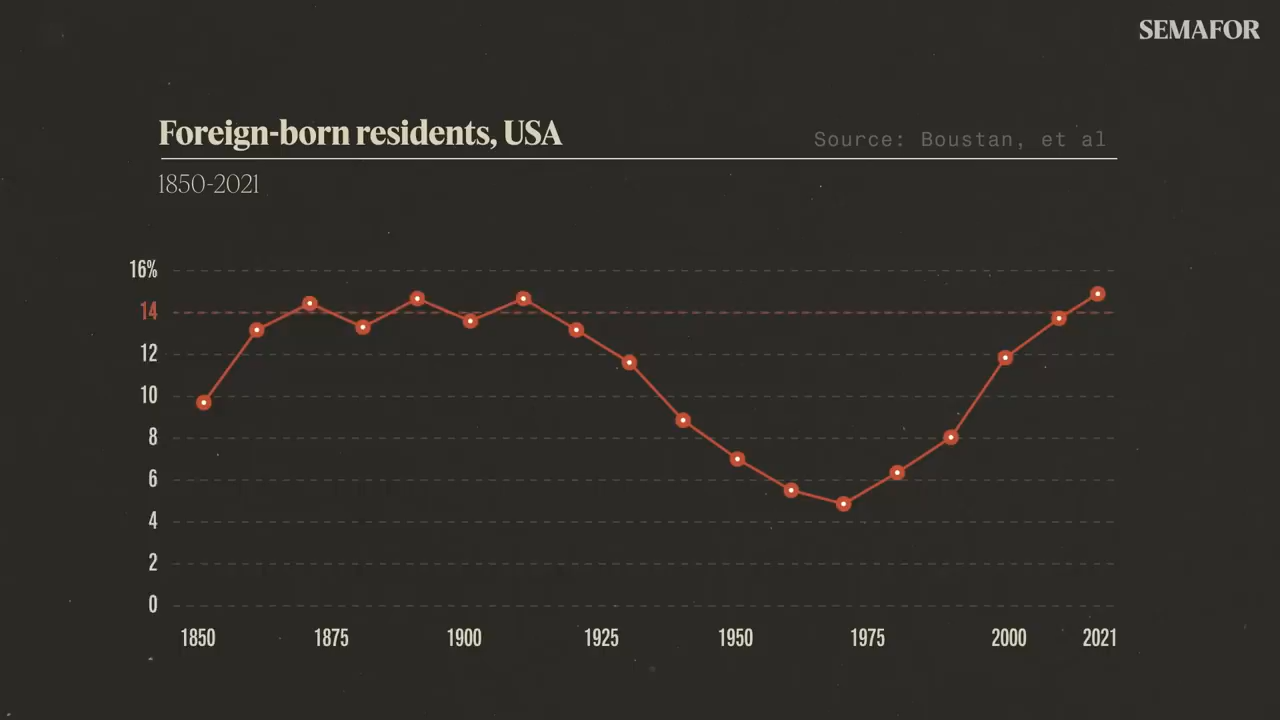 SEMAFOR
Foreign-born residents, USA
Source: Boustan, et al
1850-2021
16%
14
12
10
8
6
4
2
0
1850 1875 1900 1925 1950 1975 2000 2021